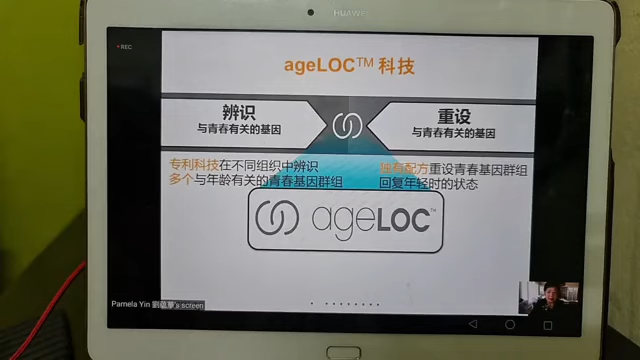 HUAWEI
REC
ageLOC™ 科技
辨识
与青春有关的基因
重设
与青春有关的基因
专利科技在不同组织中辨识
多个与年龄有关的青春基因群组
独有配方重设青春基因群组
回复年轻时的状态
ageLOC™
Pamela Yin 劉蘊華's screen